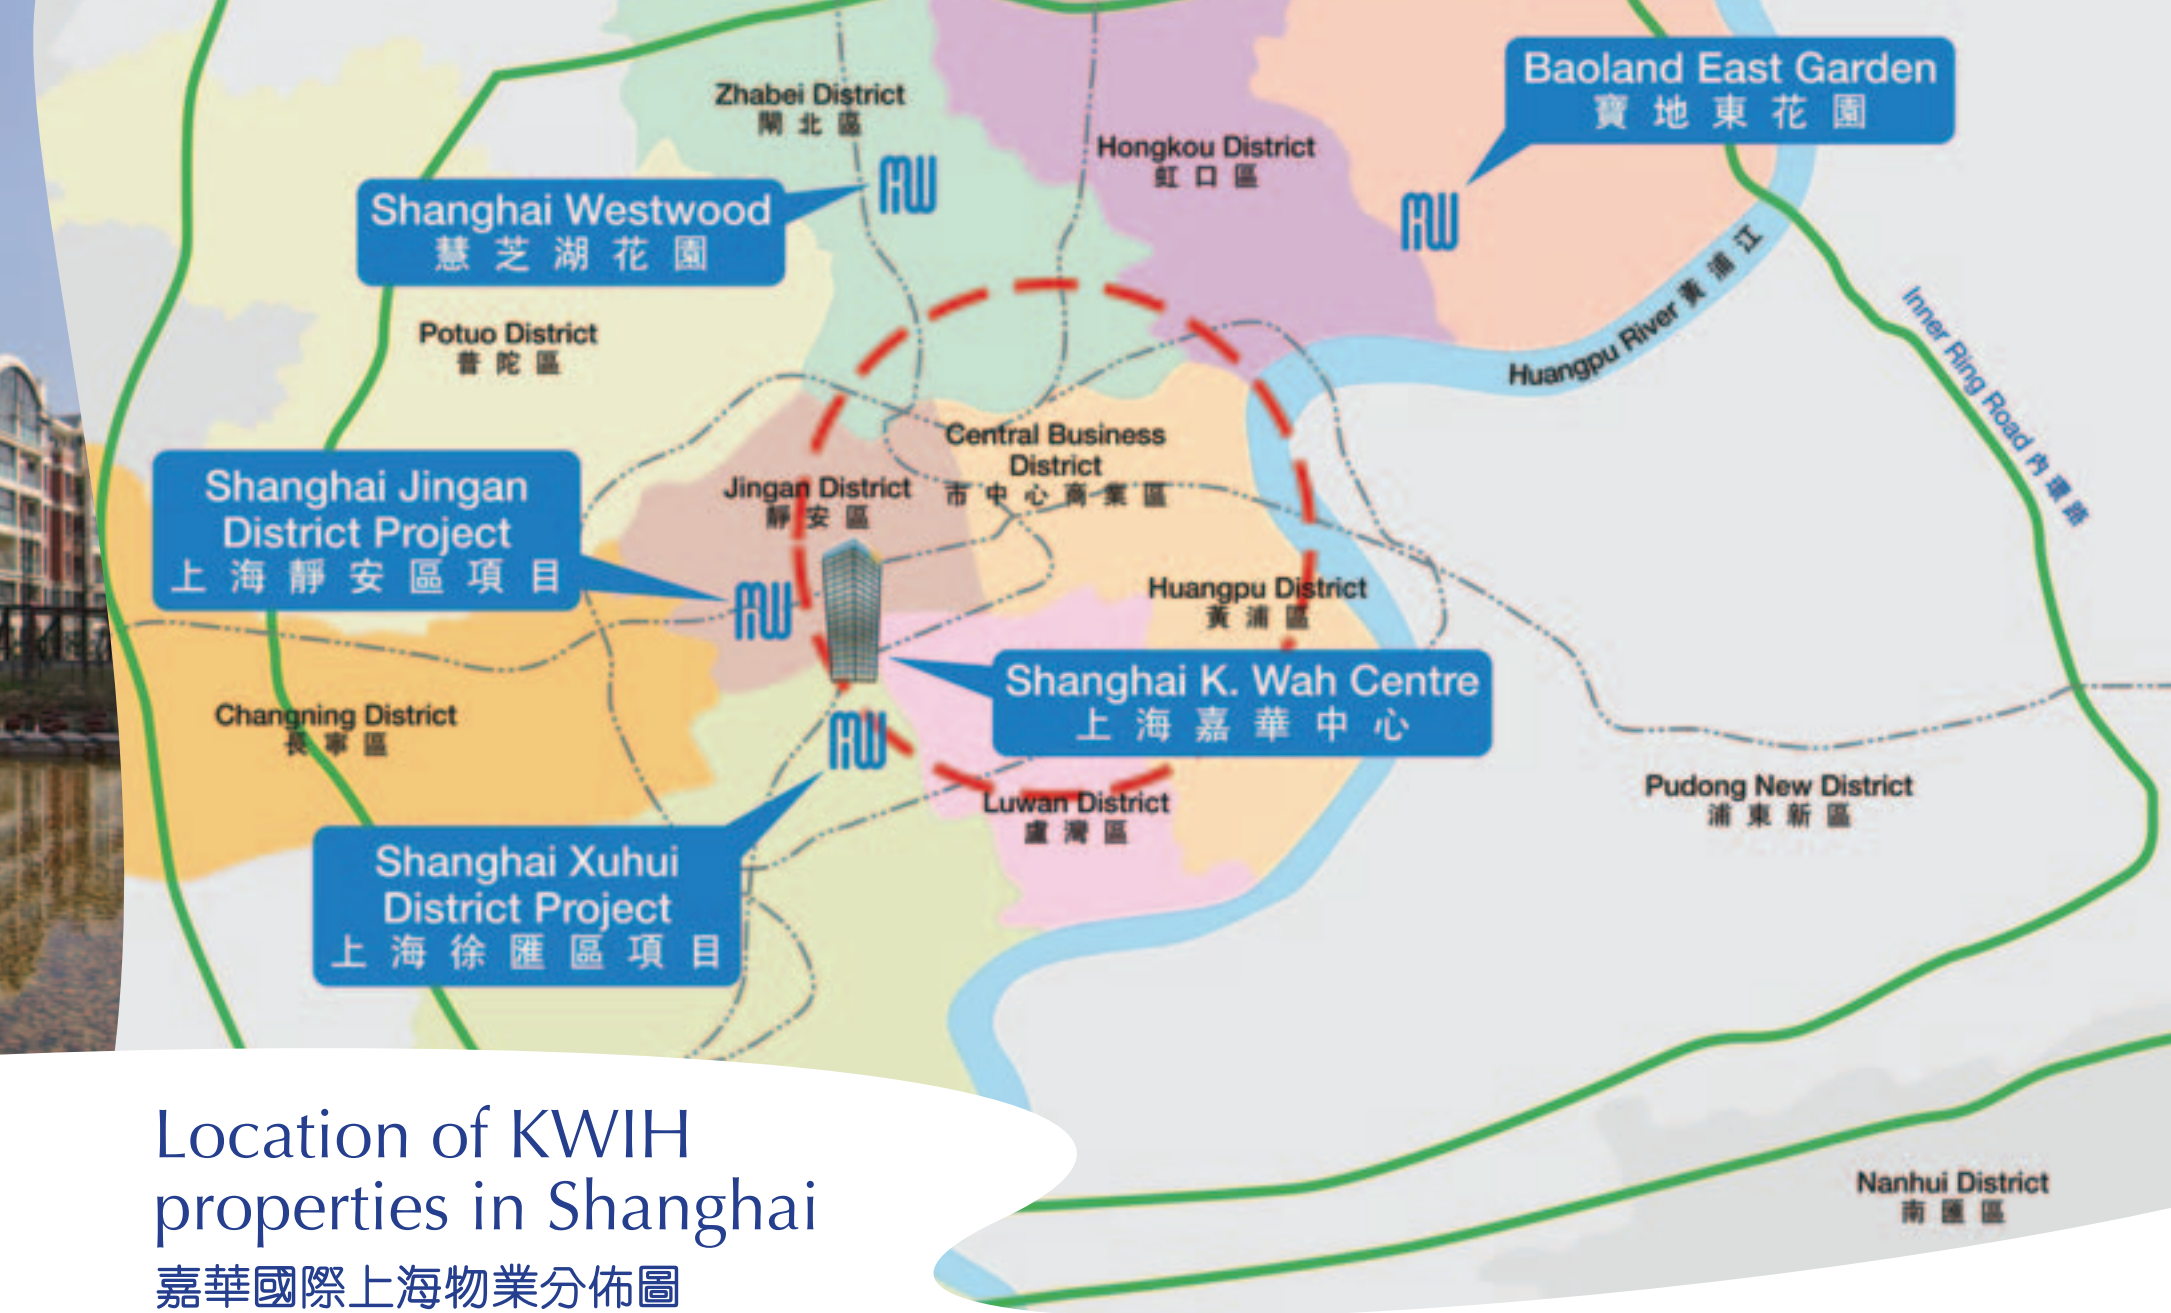 Baoland East Garden
寶地東花園
Zhabei District
閘北區
Hongkou District
虹口區
Shanghai Westwood
慧芝湖花園
Huangpu River 黃浦江
Inner Ring Road 內環路
Potuo District
普陀區
Central Business
District
市中心商業區
Shanghai Jingan
District Project
上海靜安區項目
Jingan District
靜安區
Huangpu District
黃浦區
Shanghai K. Wah Centre
上海嘉華中心
Changning District
長寧區
Pudong New District
浦東新區
Luwan District
盧灣區
Shanghai Xuhui
District Project
上海徐匯區項目
Location of KWIH
properties in Shanghai
嘉華國際上海物業分佈圖
Nanhui District
南匯區